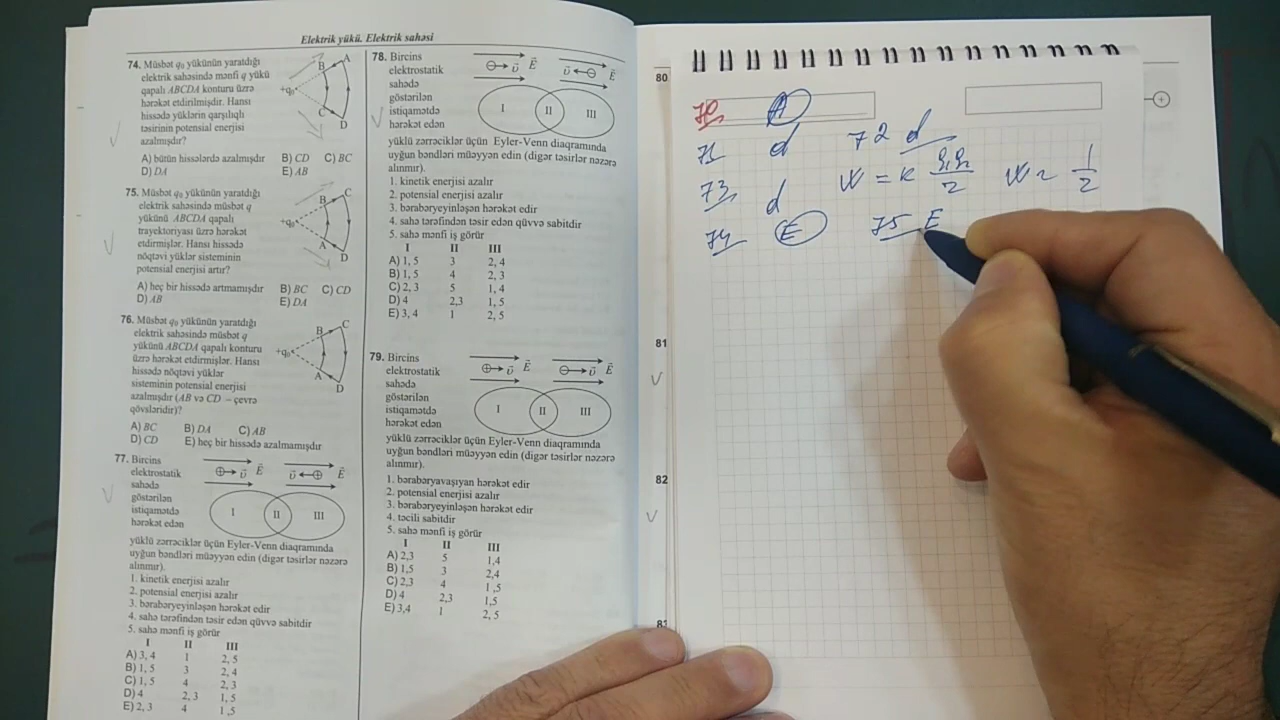 Elektrik yükü. Elektrik sahəsi
74. Müsbət q₀ yükünün yaratdığı
elektrik sahəsində mənfi q yükü
qapalı ABCDA konturu üzrə
hərəkət etdirilmişdir. Hansı
hissədə yüklərin qarşılıqlı
təsirinin potensial enerjisi
azalmışdır?
B A
+q₀
C D
A) bütün hissələrdə azalmışdır B) CD C) BC
D) DA E) AB
75. Müsbət q₀ yükünün yaratdığı
elektrik sahəsində müsbət q
yükünü ABCDA qapalı
trayektoriyası üzrə hərəkət
etdirmişlər. Hansı hissədə
nöqtəvi yüklər sisteminin
potensial enerjisi artır?
B C
+q₀
A D
A) heç bir hissədə artmamışdır B) BC C) CD
D) AB E) DA
76. Müsbət q₀ yükünün yaratdığı
elektrik sahəsində müsbət q
yükünü ABCDA qapalı konturu
üzrə hərəkət etdirmişlər. Hansı
hissədə nöqtəvi yüklər
sisteminin potensial enerjisi
azalmışdır (AB və CD – çevrə
qövsləridir)?
B C
+q₀
A D
A) BC B) DA C) AB
D) CD E) heç bir hissədə azalmamışdır
77. Bircins
elektrostatik
sahədə
göstərilən
istiqamətdə
hərəkət edən
⊕→ υ E υ ←⊕ E
I II III
yüklü zərrəciklər üçün Eyler-Venn diaqramında
uyğun bəndləri müəyyən edin (digər təsirlər nəzərə
alınmır).
1. kinetik enerjisi azalır
2. potensial enerjisi azalır
3. bərabəryeyinləşən hərəkət edir
4. sahə tərəfindən təsir edən qüvvə sabitdir
5. sahə mənfi iş görür
I II III
A) 3, 4 1 2, 5
B) 1, 5 3 2, 4
C) 1, 5 4 2, 3
D) 4 2, 3 1, 5
E) 2, 3 4 1,5
78. Bircins
elektrostatik
sahədə
göstərilən
istiqamətdə
hərəkət edən
⊖→ υ E υ ←⊖ E
I II III
yüklü zərrəciklər üçün Eyler-Venn diaqramında
uyğun bəndləri müəyyən edin (digər təsirlər nəzərə
alınmır).
1. kinetik enerjisi azalır
2. potensial enerjisi azalır
3. bərabəryeyinləşən hərəkət edir
4. sahə tərəfindən təsir edən qüvvə sabitdir
5. sahə mənfi iş görür
I II III
A) 1, 5 3 2, 4
B) 1, 5 4 2, 3
C) 2, 3 5 1, 4
D) 4 2,3 1, 5
E) 3, 4 1 2, 5
79. Bircins
elektrostatik
sahədə
göstərilən
istiqamətdə
hərəkət edən
⊕→ υ E ⊖→ υ E
I II III
yüklü zərrəciklər üçün Eyler-Venn diaqramında
uyğun bəndləri müəyyən edin (digər təsirlər nəzərə
alınmır).
1. bərabəryavaşıyan hərəkət edir
2. potensial enerjisi azalır
3. bərabəryeyinləşən hərəkət edir
4. təcili sabitdir
5. sahə mənfi iş görür
I II III
A) 2,3 5 1,4
B) 1,5 3 2,4
C) 2,3 4 1,5
D) 4 2,3 1,5
E) 3,4 1 2, 5
80
81
82
70 A
71 d 72 d
73 d W = k q₁q₂/2 W ~ 1/2
74 E 75 E